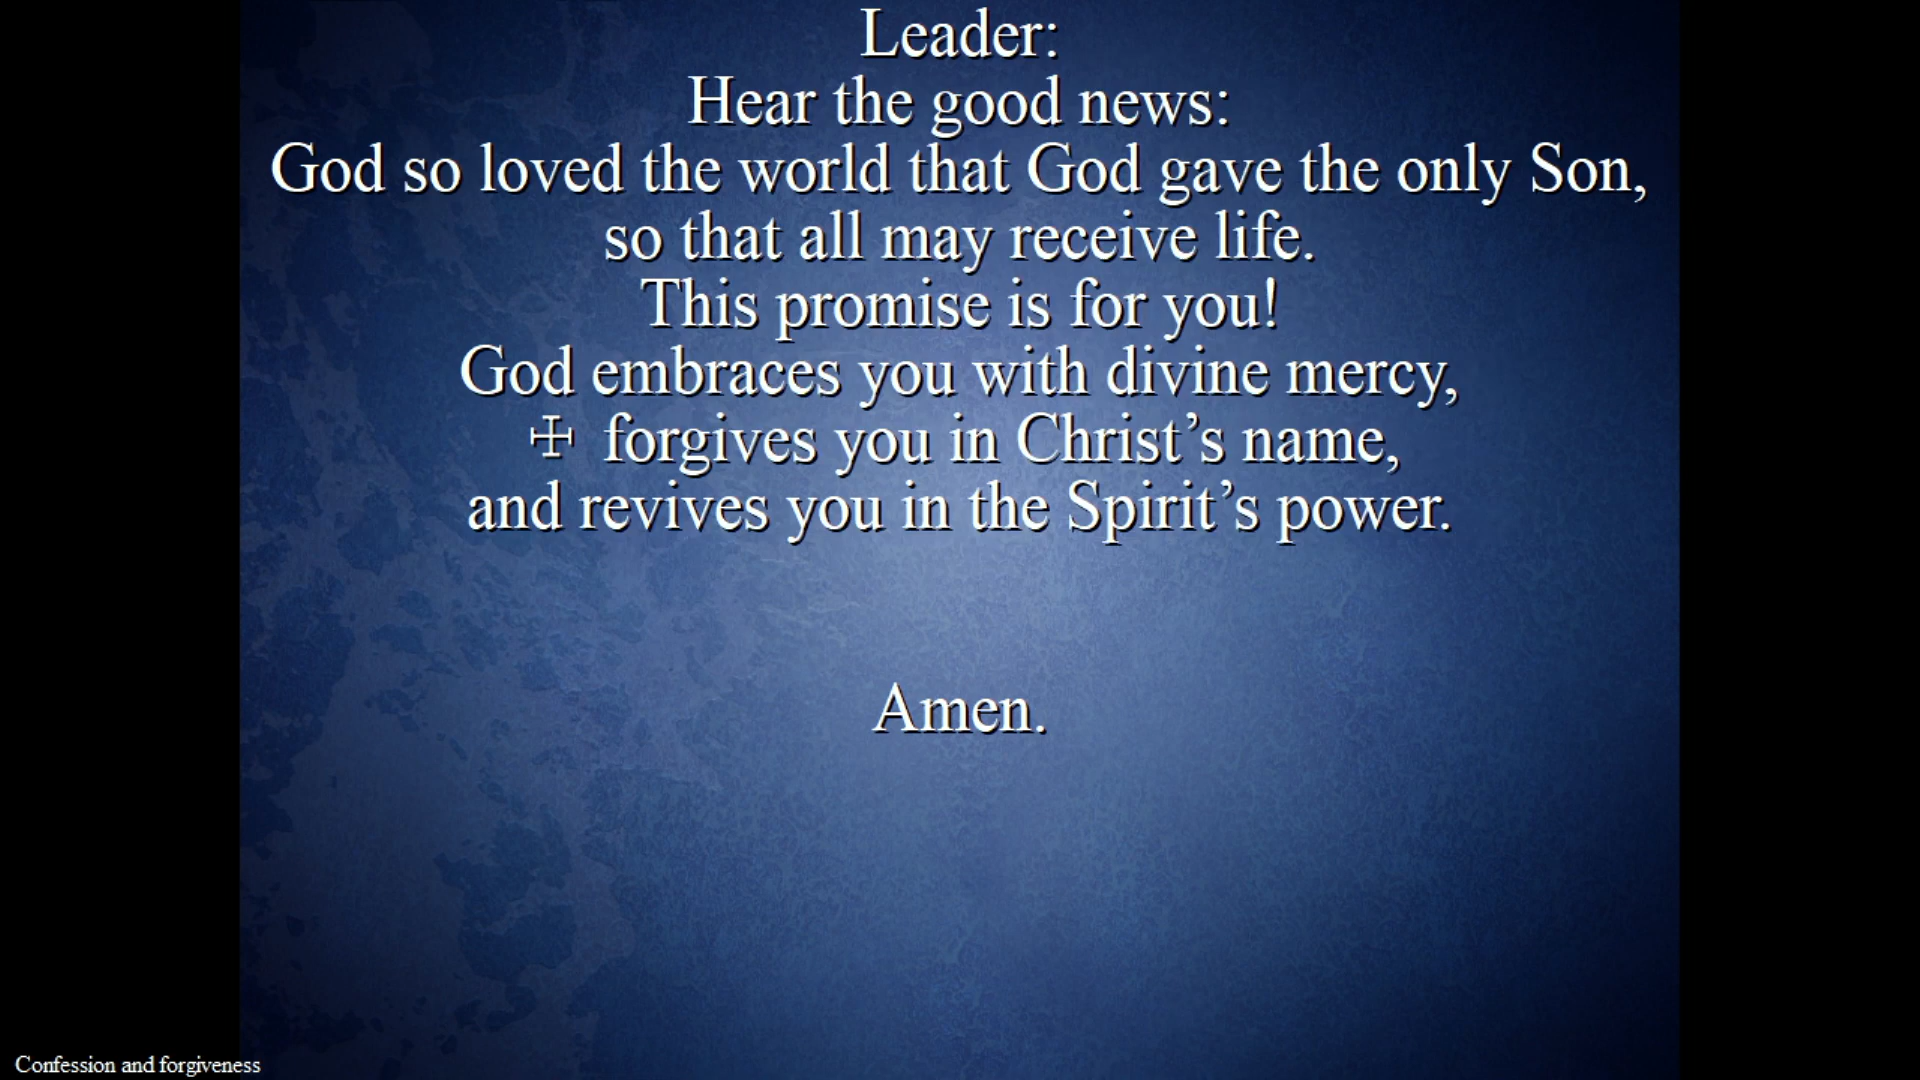 Leader:
Hear the good news:
God so loved the world that God gave the only Son,
so that all may receive life.
This promise is for you!
God embraces you with divine mercy,
☩ forgives you in Christ’s name,
and revives you in the Spirit’s power.
Amen.
Confession and forgiveness